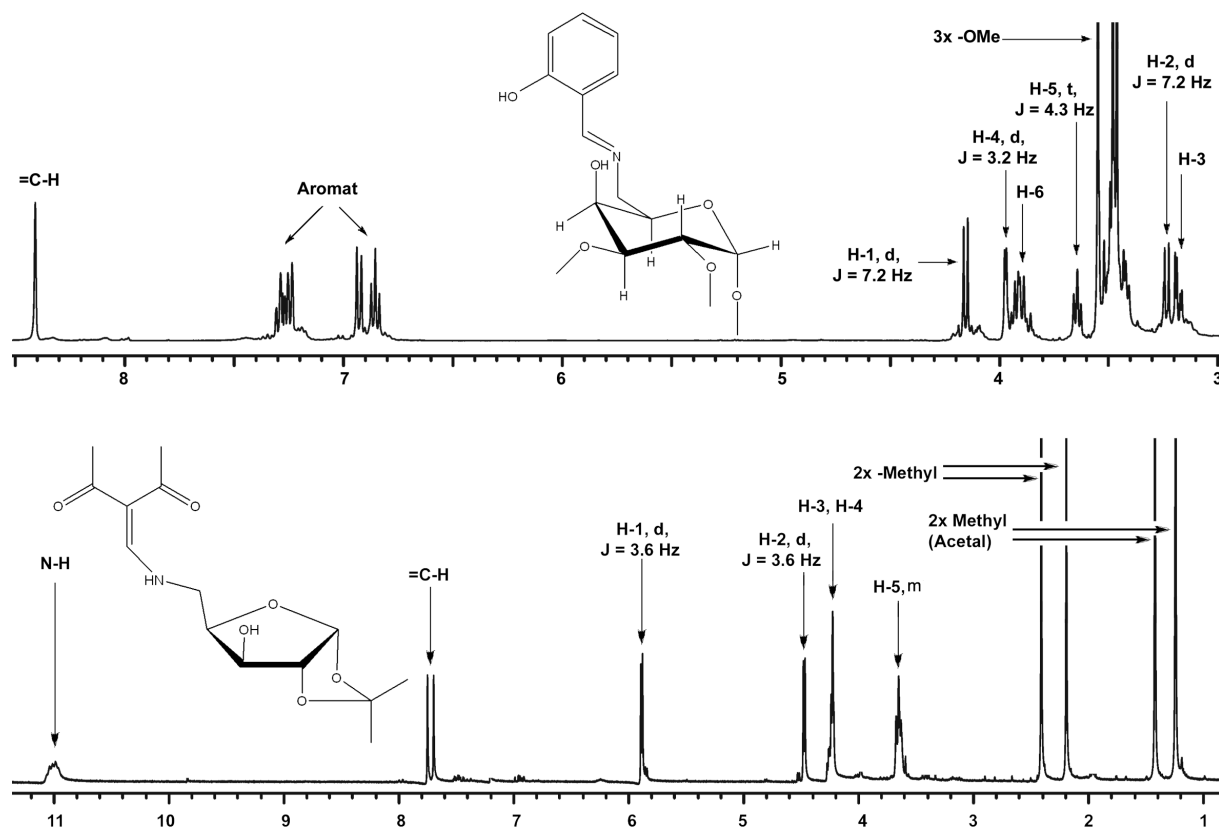 3x -OMe
H-2, d
J = 7.2 Hz
H-5, t,
J = 4.3 Hz
H-4, d,
J = 3.2 Hz
H-3
H-6
=C-H
Aromat
H-1, d,
J = 7.2 Hz
HO
N
OH
O
H
H
H
O
H
O
H
O
8 7 6 5 4 3
O
O
HN
O
OH
O
O
N-H
=C-H
H-1, d,
J = 3.6 Hz
H-2, d,
J = 3.6 Hz
H-3, H-4
H-5, m
2x -Methyl
2x Methyl
(Acetal)
11 10 9 8 7 6 5 4 3 2 1